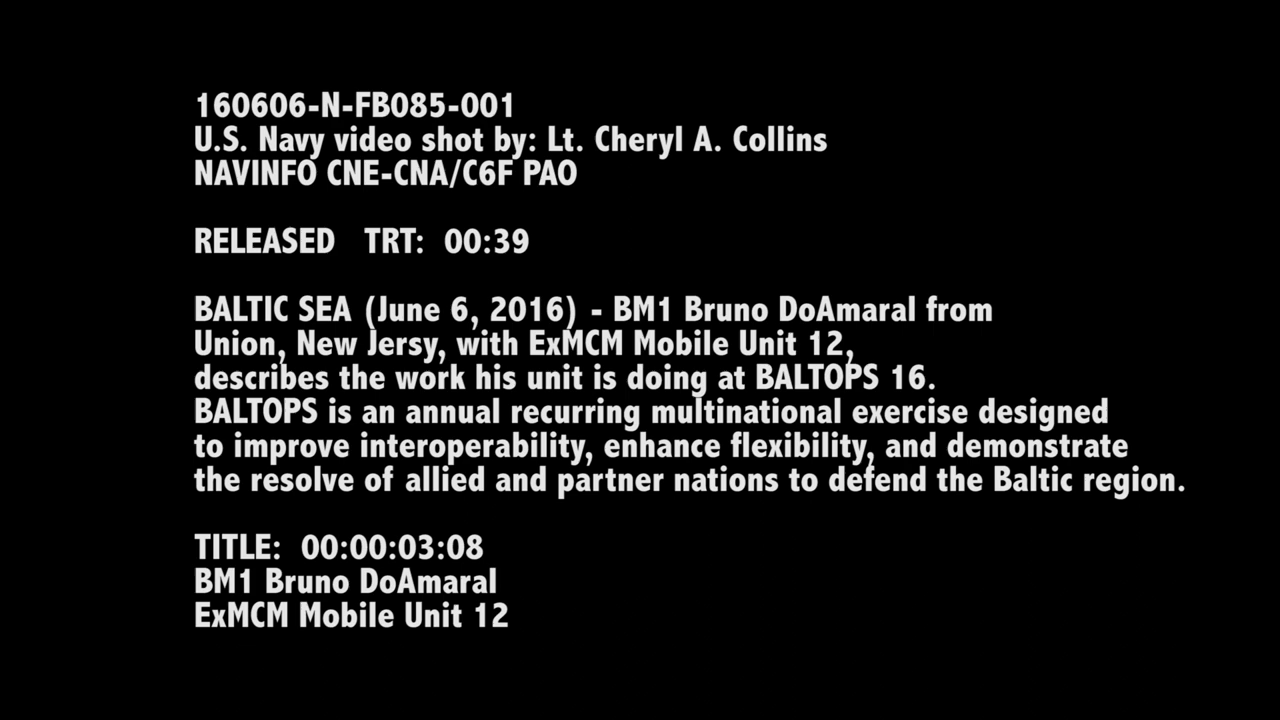 160606-N-FB085-001
U.S. Navy video shot by: Lt. Cheryl A. Collins
NAVINFO CNE-CNA/C6F PAO
RELEASED TRT: 00:39
BALTIC SEA (June 6, 2016) - BM1 Bruno DoAmaral from
Union, New Jersy, with ExMCM Mobile Unit 12,
describes the work his unit is doing at BALTOPS 16.
BALTOPS is an annual recurring multinational exercise designed
to improve interoperability, enhance flexibility, and demonstrate
the resolve of allied and partner nations to defend the Baltic region.
TITLE: 00:00:03:08
BM1 Bruno DoAmaral
ExMCM Mobile Unit 12